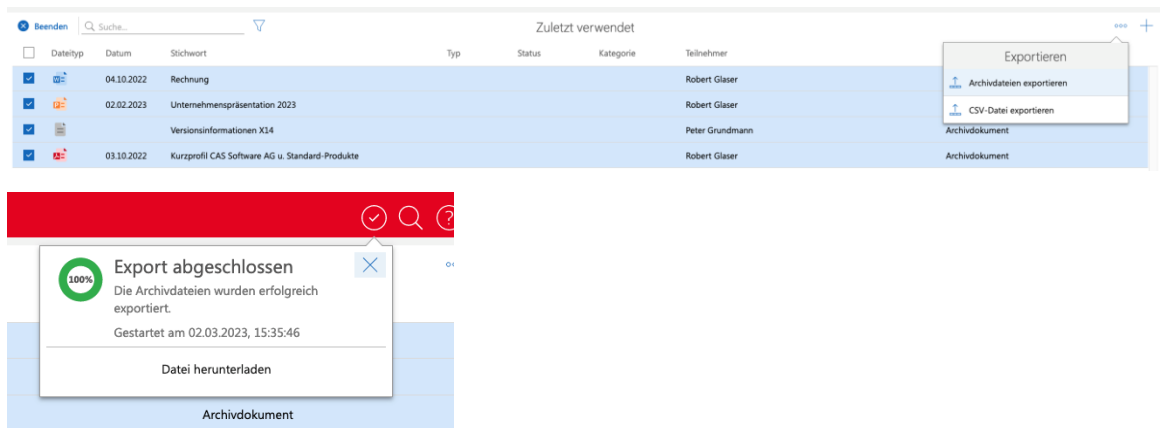 Beenden Suche... Zuletzt verwendet
Dateityp Datum Stichwort Typ Status Kategorie Teilnehmer
Exportieren
04.10.2022 Rechnung Robert Glaser
Archivdateien exportieren
02.02.2023 Unternehmenspräsentation 2023 Robert Glaser
CSV-Datei exportieren
Versionsinformationen X14 Peter Grundmann Archivdokument
03.10.2022 Kurzprofil CAS Software AG u. Standard-Produkte Robert Glaser Archivdokument
?
100% Export abgeschlossen
Die Archivdateien wurden erfolgreich
exportiert.
Gestartet am 02.03.2023, 15:35:46
Datei herunterladen
Archivdokument